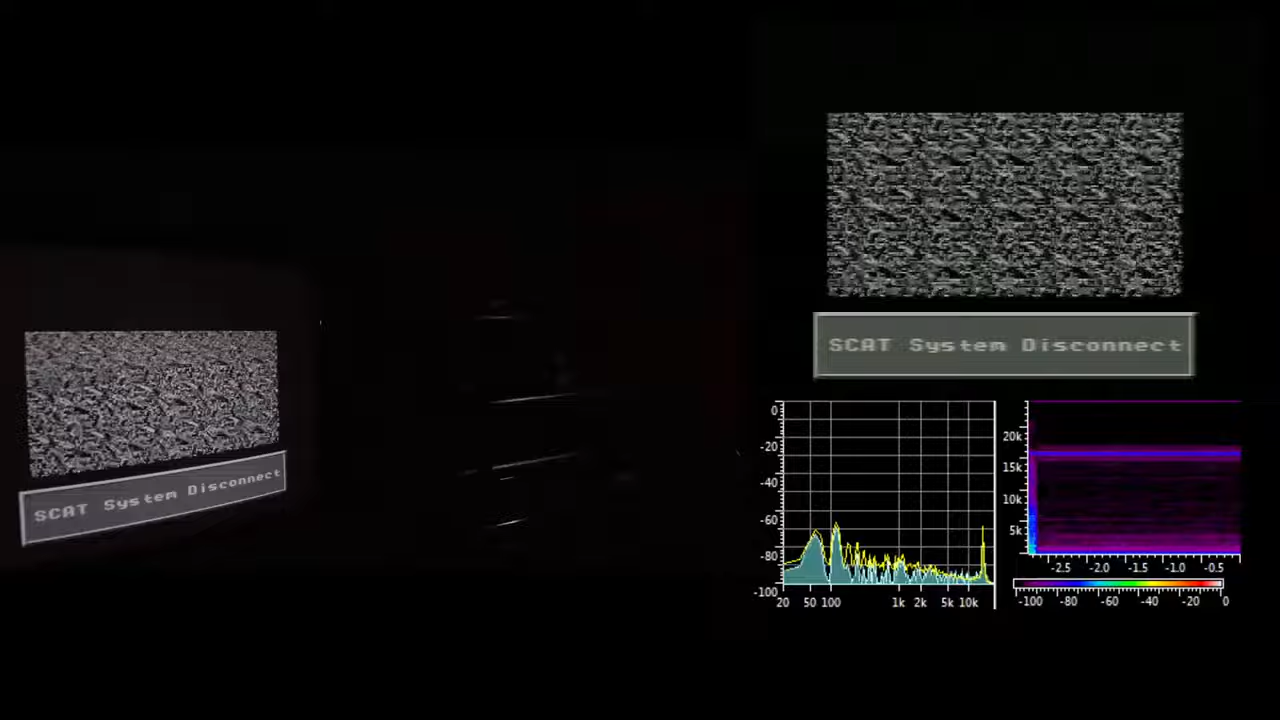 SCAT System Disconnect
SCAT System Disconnect
0
-20
-40
-60
-80
-100
20 50 100 1k 2k 5k 10k
20k
15k
10k
5k
-2.5 -2.0 -1.5 -1.0 -0.5
-100 -80 -60 -40 -20 0